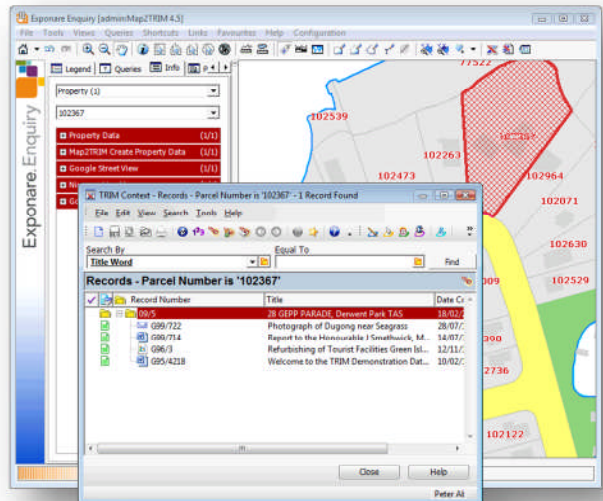 Exponare Enquiry [admin:Map2TRIM 4.5]
File Tools Views Queries Shortcuts Links Favourites Help Configuration
Legend Queries Info
Property (1)
102367
Property Data (1/1)
Map2TRIM Create Property Data (1/1)
Google Street View (1/1)
Exponare. Enquiry
77522
102539
102263
102964
102473
102071
102630
102529
102122
TRIM Context - Records - Parcel Number is '102367' - 1 Record Found
File Edit View Search Tools Help
Search By Equal To
Title Word Find
Records - Parcel Number is '102367'
Record Number Title Date Cr
09/5 28 GEPP PARADE, Derwent Park TAS 18/02/
G99/722 Photograph of Dugong near Seagrass 28/07/
G99/714 Report to the Honourable J Smethwick, M... 14/07/
G96/3 Refurbishing of Tourist Facilities Green Isl... 12/11/
G95/4218 Welcome to the TRIM Demonstration Dat... 10/02/
Close Help
Peter Ali